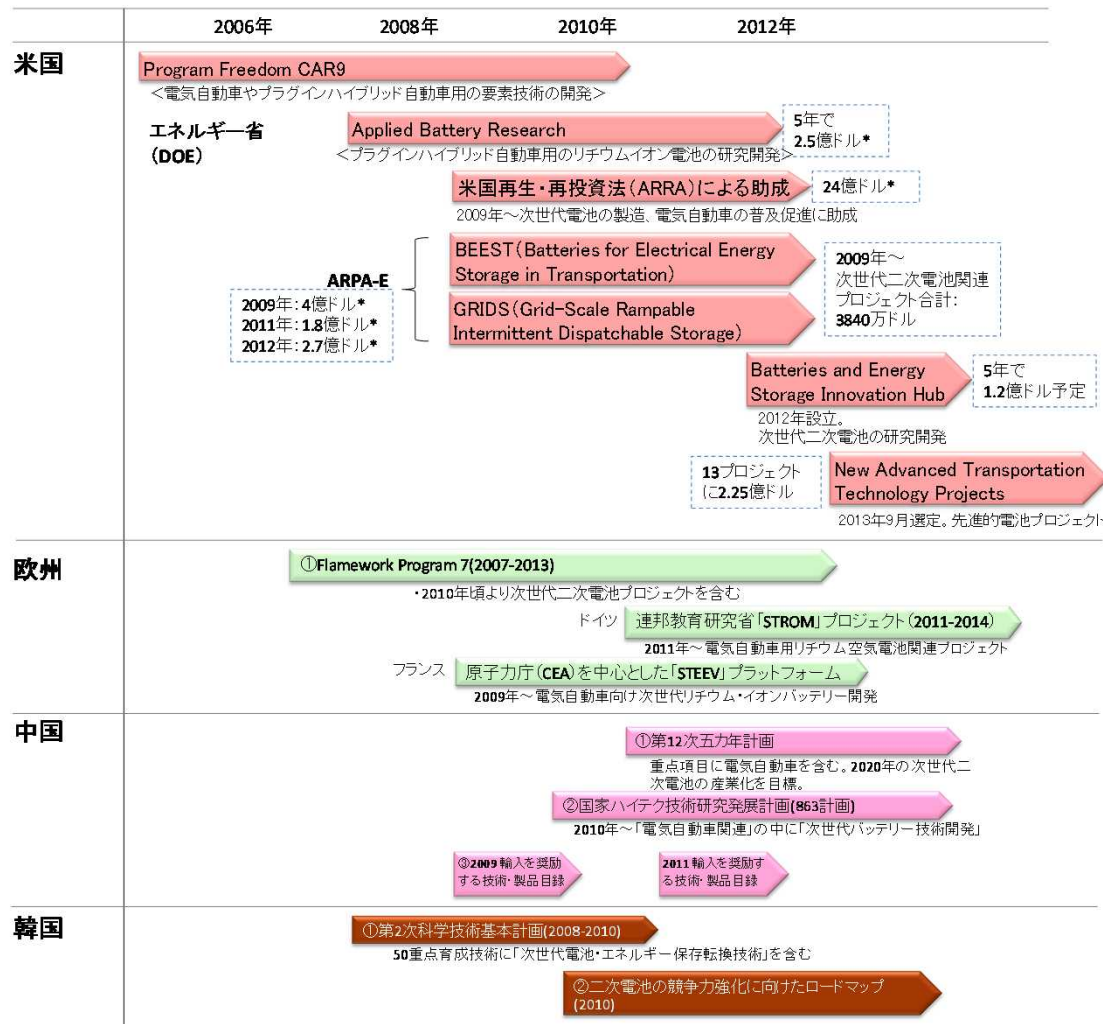 2006年
2008年
2010年
2012年
米国
Program Freedom CAR9
<電気自動車やプラグインハイブリッド自動車用の要素技術の開発>
エネルギー省
(DOE)
Applied Battery Research
5年で
2.5億ドル*
<プラグインハイブリッド自動車用のリチウムイオン電池の研究開発>
米国再生・再投資法(ARRA)による助成
24億ドル*
2009年～次世代電池の製造、電気自動車の普及促進に助成
ARPA-E
2009年:4億ドル*
2011年:1.8億ドル*
2012年:2.7億ドル*
BEEST(Batteries for Electrical Energy
Storage in Transportation)
GRIDS(Grid-Scale Rampable
Intermittent Dispatchable Storage)
2009年～
次世代二次電池関連
プロジェクト合計:
3840万ドル
Batteries and Energy
Storage Innovation Hub
5年で
1.2億ドル予定
2012年設立。
次世代二次電池の研究開発
13プロジェクト
に2.25億ドル
New Advanced Transportation
Technology Projects
2013年9月選定。先進的電池プロジェクト
欧州
①Flamework Program 7(2007-2013)
・2010年頃より次世代二次電池プロジェクトを含む
ドイツ
連邦教育研究省「STROM」プロジェクト(2011-2014)
2011年～電気自動車用リチウム空気電池関連プロジェクト
フランス
原子力庁(CEA)を中心とした「STEEV」プラットフォーム
2009年～電気自動車向け次世代リチウム・イオンバッテリー開発
中国
①第12次五カ年計画
重点項目に電気自動車を含む。2020年の次世代二
次電池の産業化を目標。
②国家ハイテク技術研究発展計画(863計画)
2010年～「電気自動車関連」の中に「次世代バッテリー技術開発」
③2009輸入を奨励
する技術・製品目録
2011輸入を奨励す
る技術・製品目録
韓国
①第2次科学技術基本計画(2008-2010)
50重点育成技術に「次世代電池・エネルギー保存転換技術」を含む
②二次電池の競争力強化に向けたロードマップ
(2010)